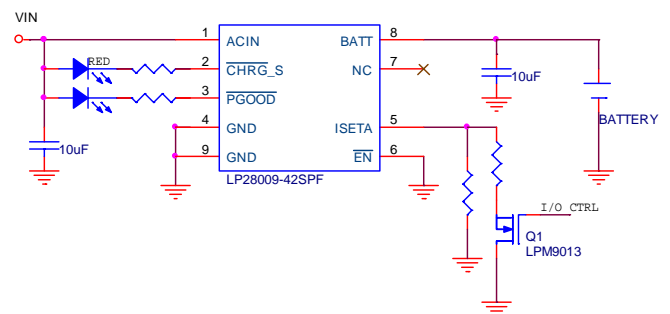 VIN
1 ACIN BATT 8
RED
2 CHRG_S NC 7
10uF
3 PGOOD
BATTERY
4 GND ISETA 5
10uF
9 GND EN 6
LP28009-42SPF
I/O CTRL
Q1
LPM9013